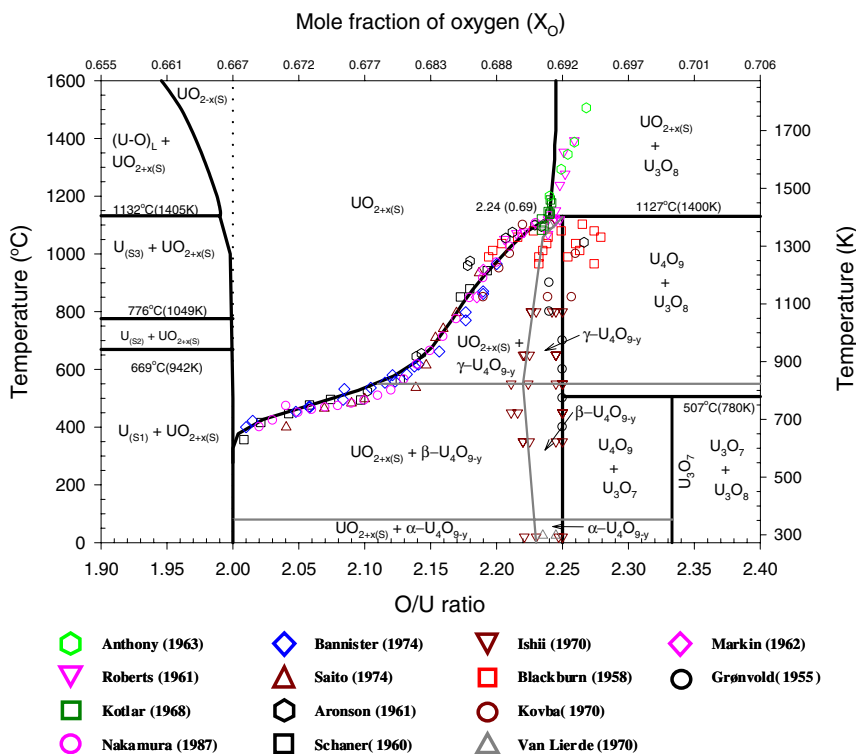 Mole fraction of oxygen (X_O)
0.655 0.661 0.667 0.672 0.677 0.683 0.688 0.692 0.697 0.701 0.706
1600
1400
1200
1000
800
600
400
200
0
Temperature (°C)
1700
1500
1300
1100
900
700
500
300
Temperature (K)
UO2-x(S)
(U-O)L +
UO2+x(S)
1132°C(1405K)
U(S3) + UO2+x(S)
776°C(1049K)
U(S2) + UO2+x(S)
669°C(942K)
U(S1) + UO2+x(S)
UO2+x(S)
2.24 (0.69)
UO2+x(S)
+
U3O8
1127°C(1400K)
U4O9
+
U3O8
UO2+x(S) +
γ–U4O9-y
γ–U4O9-y
507°C(780K)
β–U4O9-y
UO2+x(S) + β–U4O9-y
U4O9
+
U3O7
U3O7
U3O7
+
U3O8
UO2+x(S) + α–U4O9-y
α–U4O9-y
1.90 1.95 2.00 2.05 2.10 2.15 2.20 2.25 2.30 2.35 2.40
O/U ratio
Anthony (1963)
Bannister (1974)
Ishii (1970)
Markin (1962)
Roberts (1961)
Saito (1974)
Blackburn (1958)
Grønvold(1955)
Kotlar (1968)
Aronson (1961)
Kovba (1970)
Nakamura (1987)
Schaner(1960)
Van Lierde (1970)